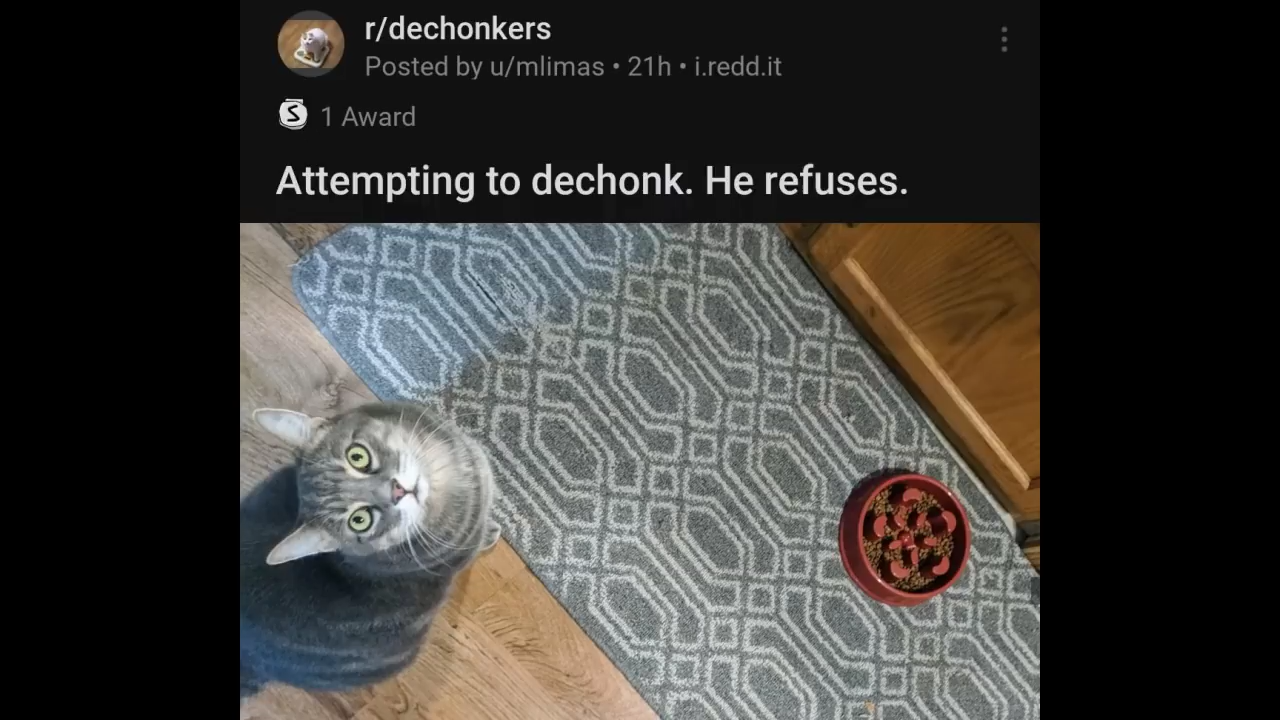 r/dechonkers
Posted by u/mlimas • 21h • i.redd.it
1 Award
Attempting to dechonk. He refuses.